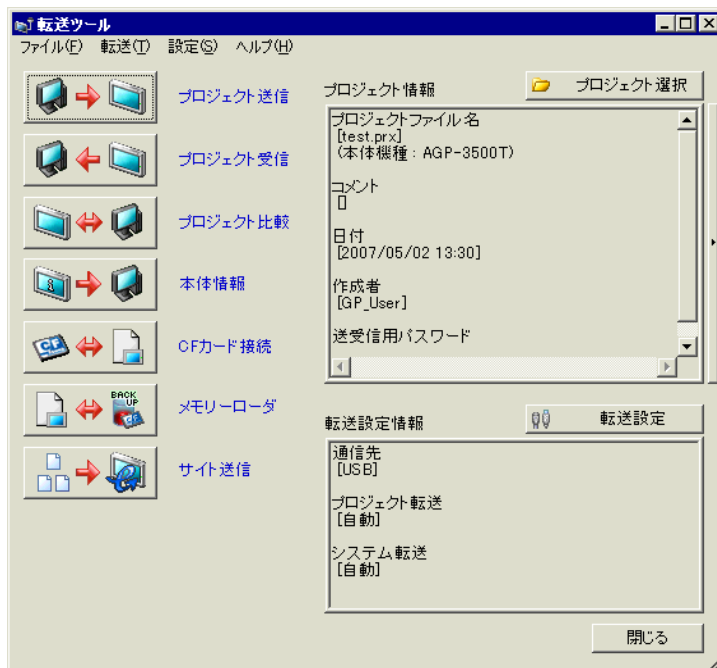 転送ツール
ファイル(F) 転送(T) 設定(S) ヘルプ(H)
プロジェクト送信
プロジェクト受信
プロジェクト比較
本体情報
CFカード接続
BACK UP
メモリーローダ
サイト送信
プロジェクト情報
プロジェクト選択
プロジェクトファイル名
[test.prx]
(本体機種：AGP-3500T)
コメント
[]
日付
[2007/05/02 13:30]
作成者
[GP_User]
送受信用パスワード
転送設定情報
転送設定
通信先
[USB]
プロジェクト転送
[自動]
システム転送
[自動]
閉じる